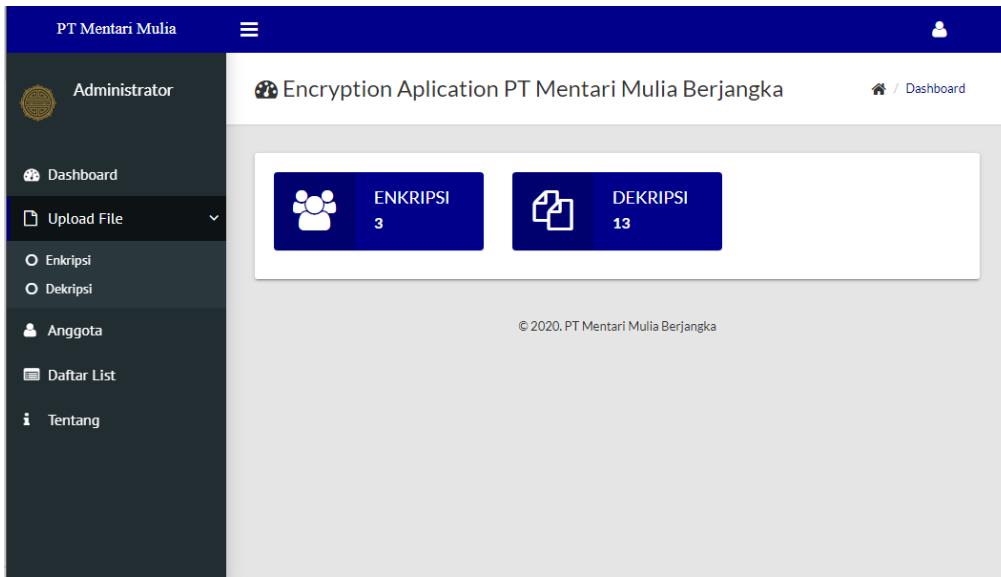 PT Mentari Mulia
Administrator
Encryption Aplication PT Mentari Mulia Berjangka
/ Dashboard
Dashboard
Upload File
Enkripsi
Dekripsi
Anggota
Daftar List
Tentang
ENKRIPSI
3
DEKRIPSI
13
© 2020. PT Mentari Mulia Berjangka